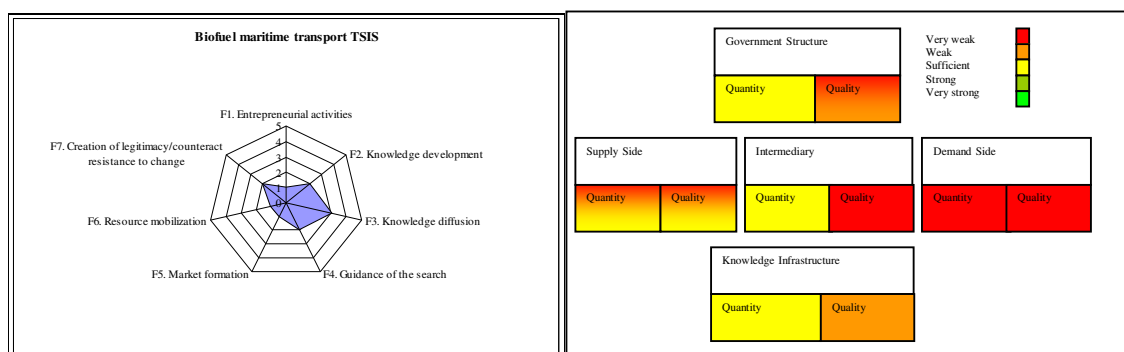 Biofuel maritime transport TSIS
F1. Entrepreneurial activities
5
4
3
2
1
0
F2. Knowledge development
F3. Knowledge diffusion
F4. Guidance of the search
F5. Market formation
F6. Resource mobilization
F7. Creation of legitimacy/counteract
resistance to change
Government Structure
Quantity
Quality
Very weak
Weak
Sufficient
Strong
Very strong
Supply Side
Quantity
Quality
Intermediary
Quantity
Quality
Demand Side
Quantity
Quality
Knowledge Infrastructure
Quantity
Quality